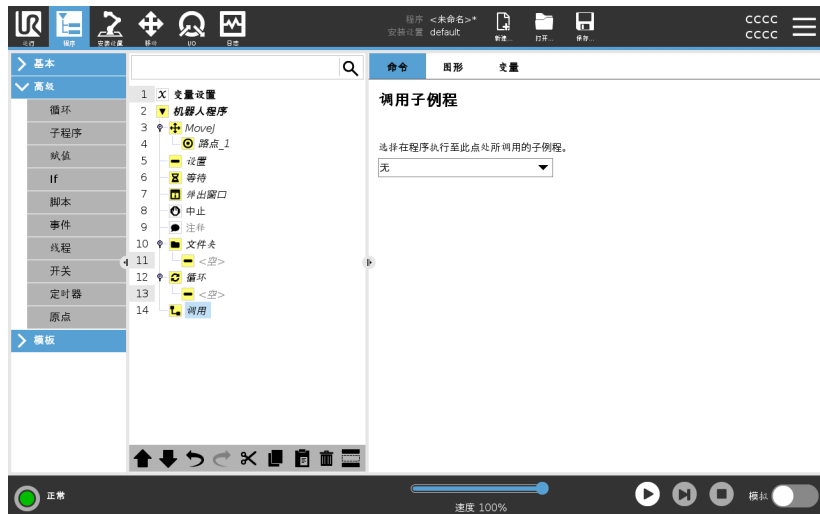 UR
程序 <未命名>*
安装设置 default
CCCC
CCCC
运行
程序
安装设置
移动
I/O
日志
新建...
打开...
保存...
基本
高级
循环
子程序
赋值
If
脚本
事件
线程
开关
定时器
原点
模板
1 X 变量设置
2 机器人程序
3 MoveJ
4 路点_1
5 设置
6 等待
7 弹出窗口
8 中止
9 注释
10 文件夹
11 <空>
12 循环
13 <空>
14 调用
命令 图形 变量
调用子例程
选择在程序执行至此点处所调用的子例程。
无
正常
速度 100%
模拟